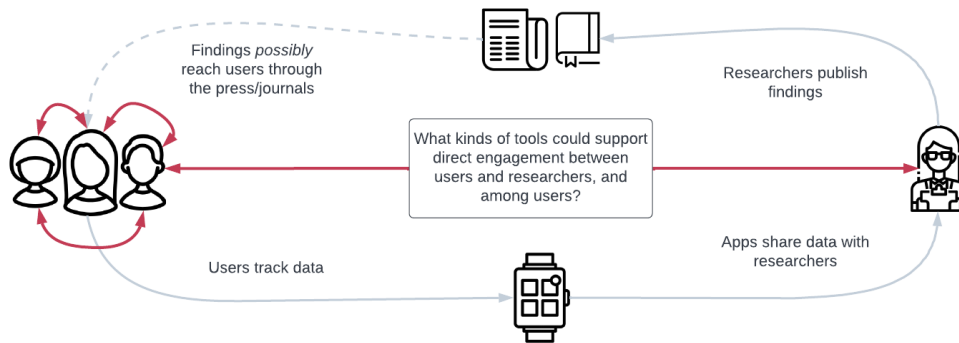 Findings possibly
reach users through
the press/journals
Researchers publish
findings
What kinds of tools could support
direct engagement between
users and researchers, and
among users?
Users track data
Apps share data with
researchers